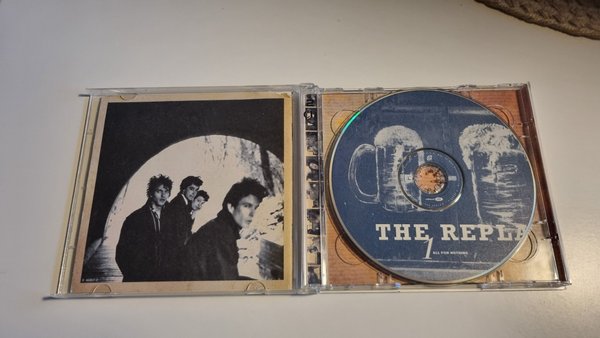 THE REPL
1
ALL FOR NOTHING